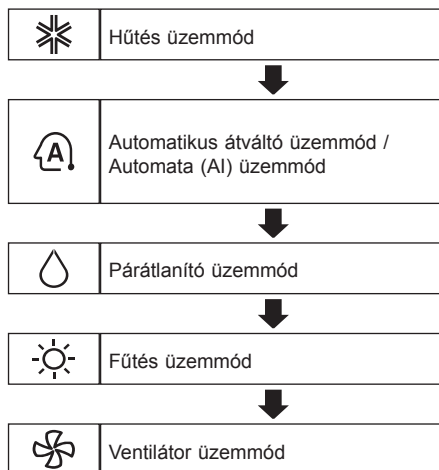 Hűtés üzemmód
A
Automatikus átváltó üzemmód /
Automata (AI) üzemmód
Párátlanító üzemmód
Fűtés üzemmód
Ventilátor üzemmód